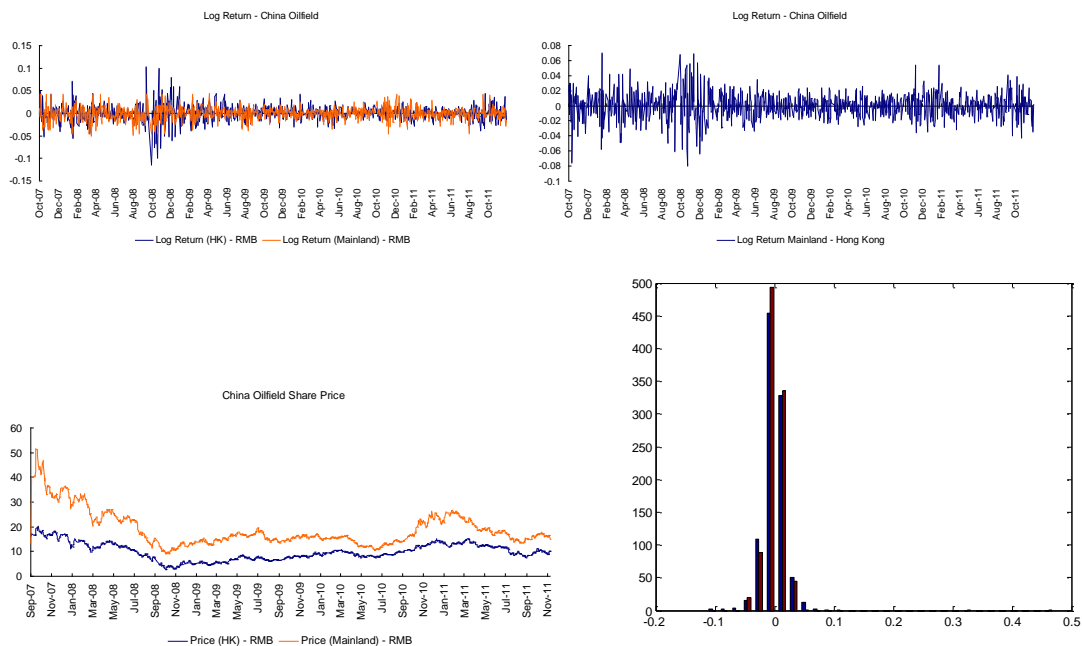 Log Return - China Oilfield
0.15
0.1
0.05
0
-0.05
-0.1
-0.15
Oct-07
Dec-07
Feb-08
Apr-08
Jun-08
Aug-08
Oct-08
Dec-08
Feb-09
Apr-09
Jun-09
Aug-09
Oct-09
Dec-09
Feb-10
Apr-10
Jun-10
Aug-10
Oct-10
Dec-10
Feb-11
Apr-11
Jun-11
Aug-11
Oct-11
Log Return (HK) - RMB
Log Return (Mainland) - RMB
Log Return - China Oilfield
0.08
0.06
0.04
0.02
0
-0.02
-0.04
-0.06
-0.08
-0.1
Oct-07
Dec-07
Feb-08
Apr-08
Jun-08
Aug-08
Oct-08
Dec-08
Feb-09
Apr-09
Jun-09
Aug-09
Oct-09
Dec-09
Feb-10
Apr-10
Jun-10
Aug-10
Oct-10
Dec-10
Feb-11
Apr-11
Jun-11
Aug-11
Oct-11
Log Return Mainland - Hong Kong
China Oilfield Share Price
60
50
40
30
20
10
0
Sep-07
Nov-07
Jan-08
Mar-08
May-08
Jul-08
Sep-08
Nov-08
Jan-09
Mar-09
May-09
Jul-09
Sep-09
Nov-09
Jan-10
Mar-10
May-10
Jul-10
Sep-10
Nov-10
Jan-11
Mar-11
May-11
Jul-11
Sep-11
Nov-11
Price (HK) - RMB
Price (Mainland) - RMB
500
450
400
350
300
250
200
150
100
50
0
-0.2
-0.1
0
0.1
0.2
0.3
0.4
0.5